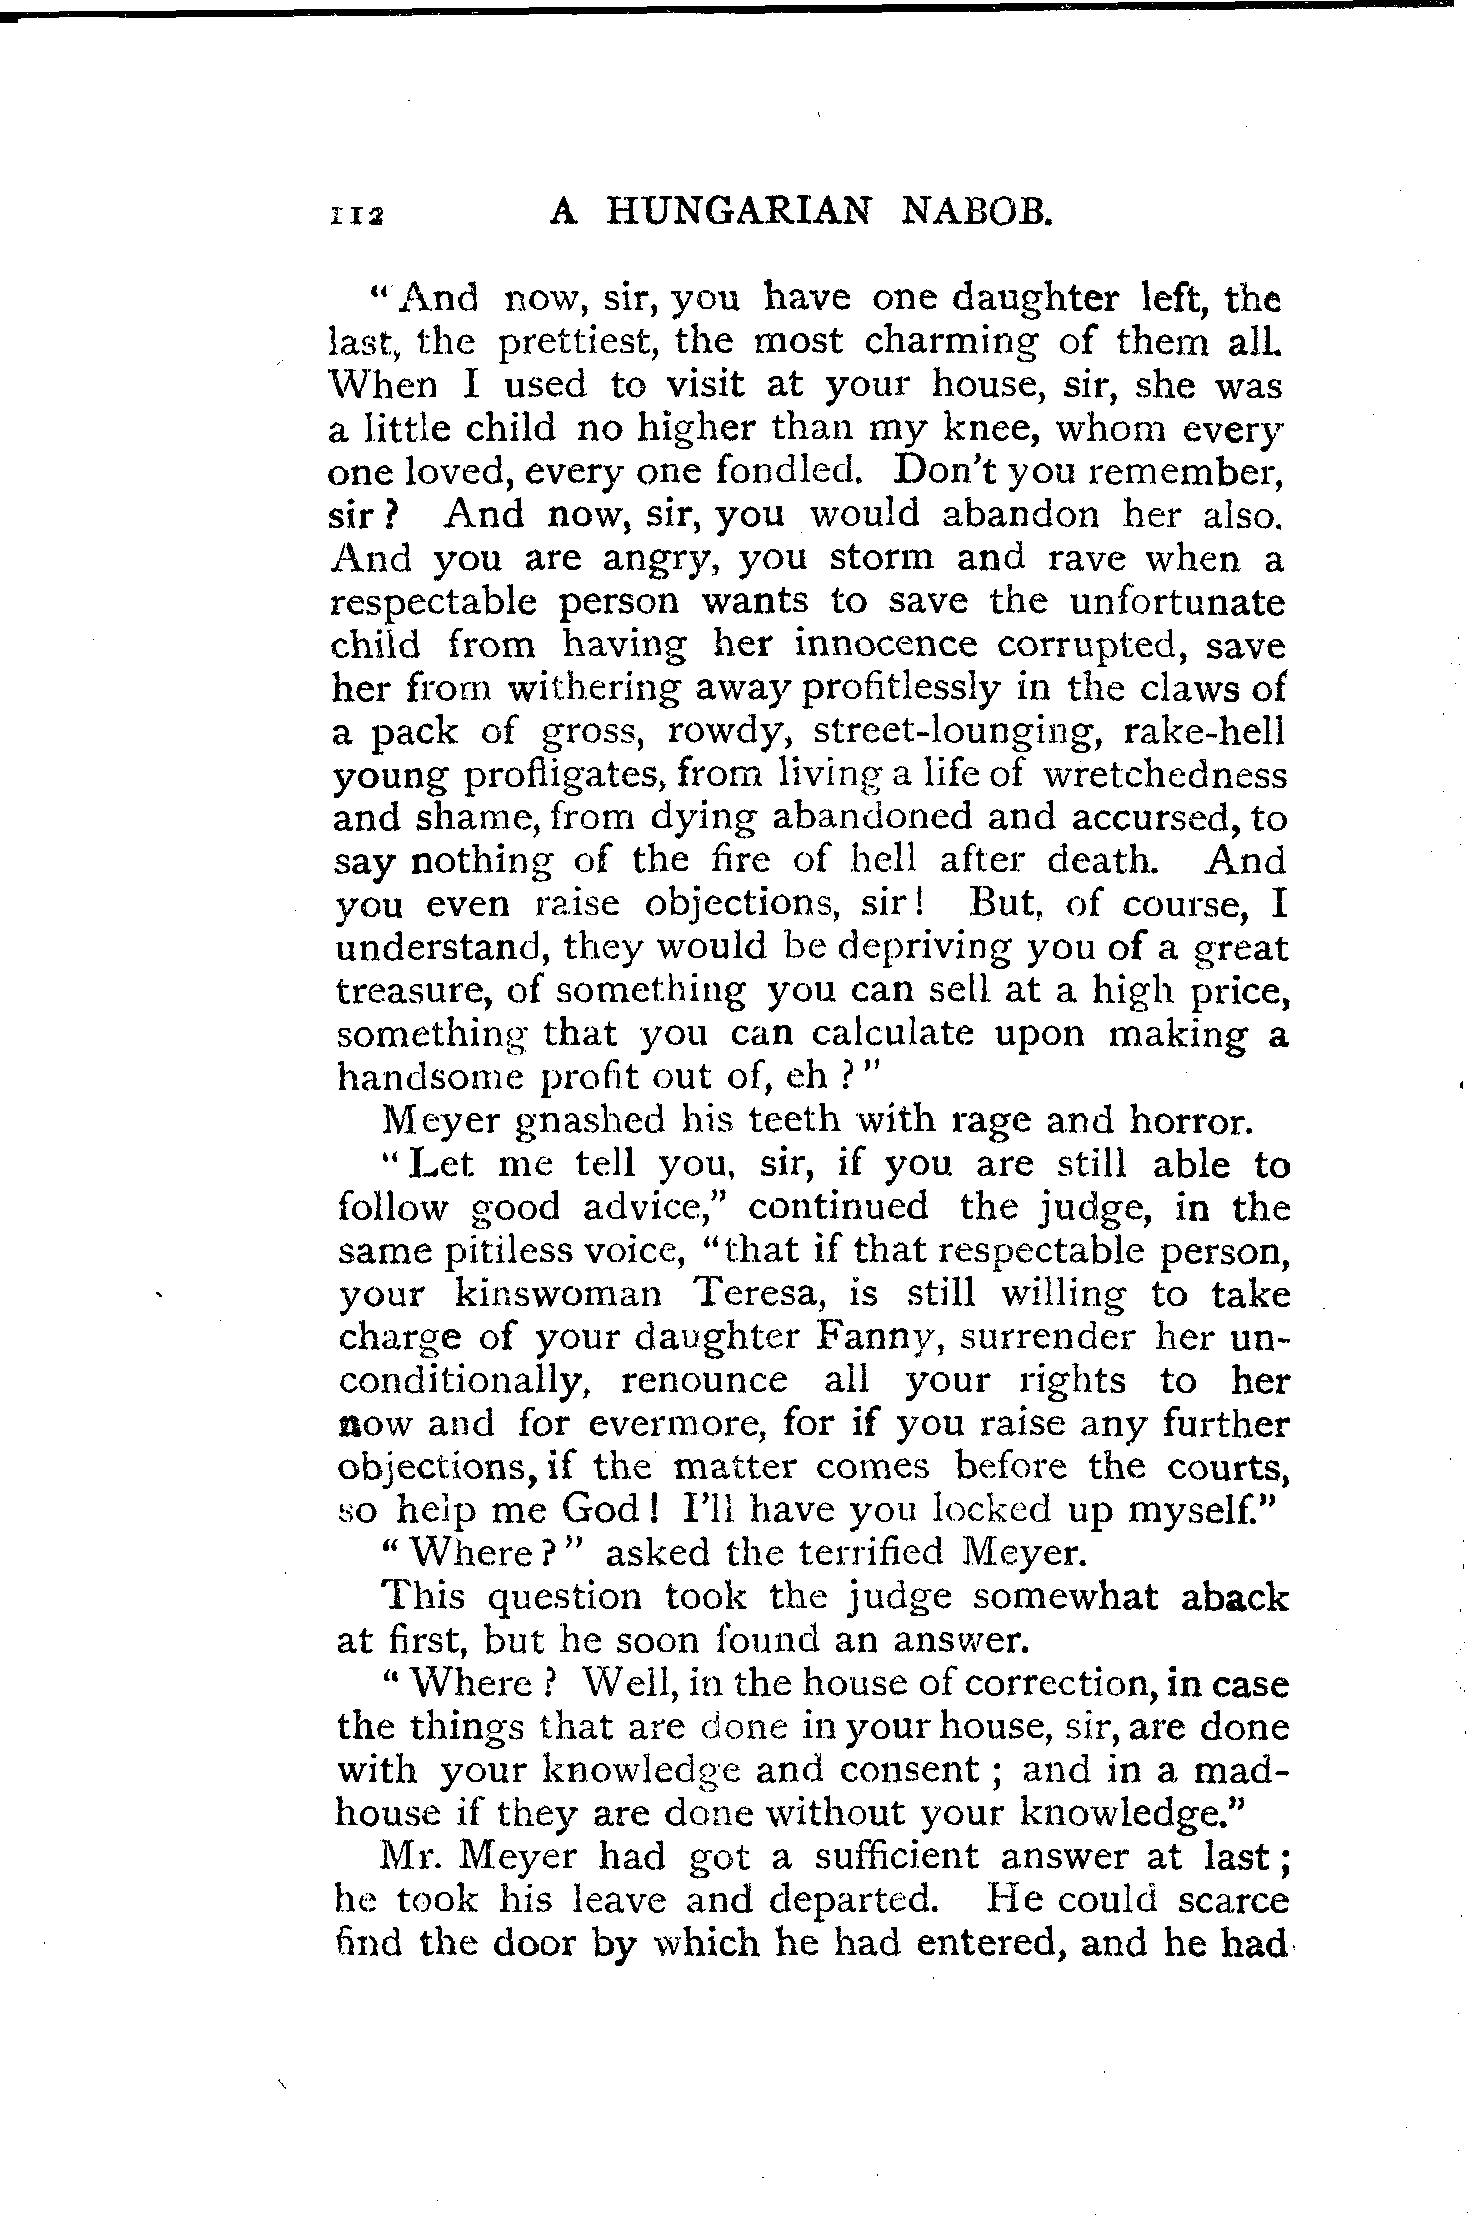 112 A HUNGARIAN NABOB.
“And now, sir, you have one daughter left, the
last, the prettiest, the most charming of them all.
When I used to visit at your house, sir, she was
a little child no higher than my knee, whom every
one loved, every one fondled. Don't you remember,
sir? And now, sir, you would abandon her also.
And you are angry, you storm and rave when a
respectable person wants to save the unfortunate
child from having her innocence corrupted, save
her from withering away profitlessly in the claws of
a pack of gross, rowdy, street-lounging, rake-hell
young profligates, from living a life of wretchedness
and shame, from dying abandoned and accursed, to
say nothing of the fire of hell after death. And
you even raise objections, sir! But, of course, I
understand, they would be depriving you of a great
treasure, of something you can sell at a high price,
something that you can calculate upon making a
handsome profit out of, eh?”
Meyer gnashed his teeth with rage and horror.
“Let me tell you, sir, if you are still able to
follow good advice,” continued the judge, in the
same pitiless voice, “that if that respectable person,
your kinswoman Teresa, is still willing to take
charge of your daughter Fanny, surrender her un-
conditionally, renounce all your rights to her
now and for evermore, for if you raise any further
objections, if the matter comes before the courts,
so help me God! I'll have you locked up myself.”
“Where?” asked the terrified Meyer.
This question took the judge somewhat aback
at first, but he soon found an answer.
“Where? Well, in the house of correction, in case
the things that are done in your house, sir, are done
with your knowledge and consent; and in a mad-
house if they are done without your knowledge.”
Mr. Meyer had got a sufficient answer at last;
he took his leave and departed. He could scarce
find the door by which he had entered, and he had